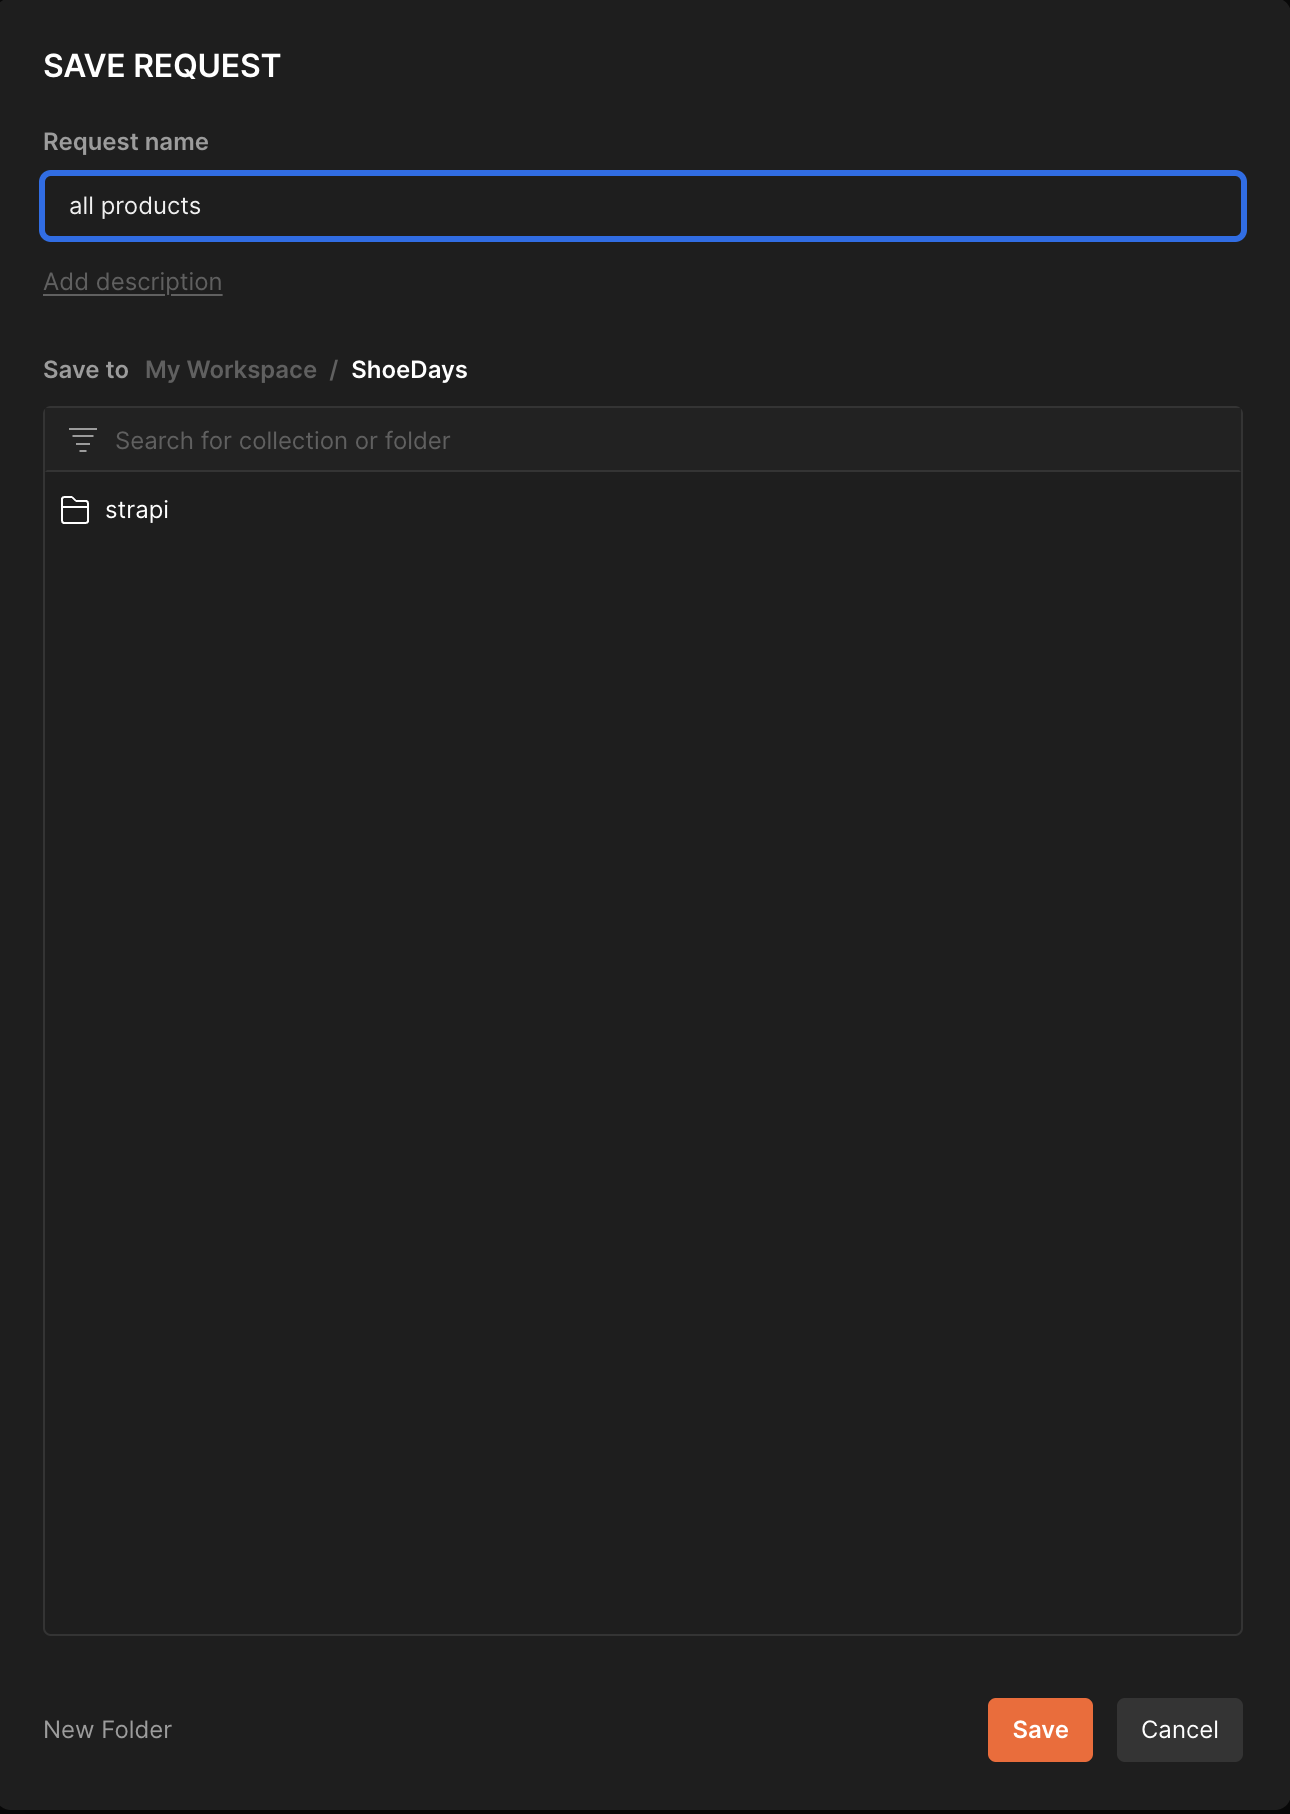 SAVE REQUEST
Request name
all products
Add description
Save to My Workspace / ShoeDays
Search for collection or folder
strapi
New Folder Save Cancel